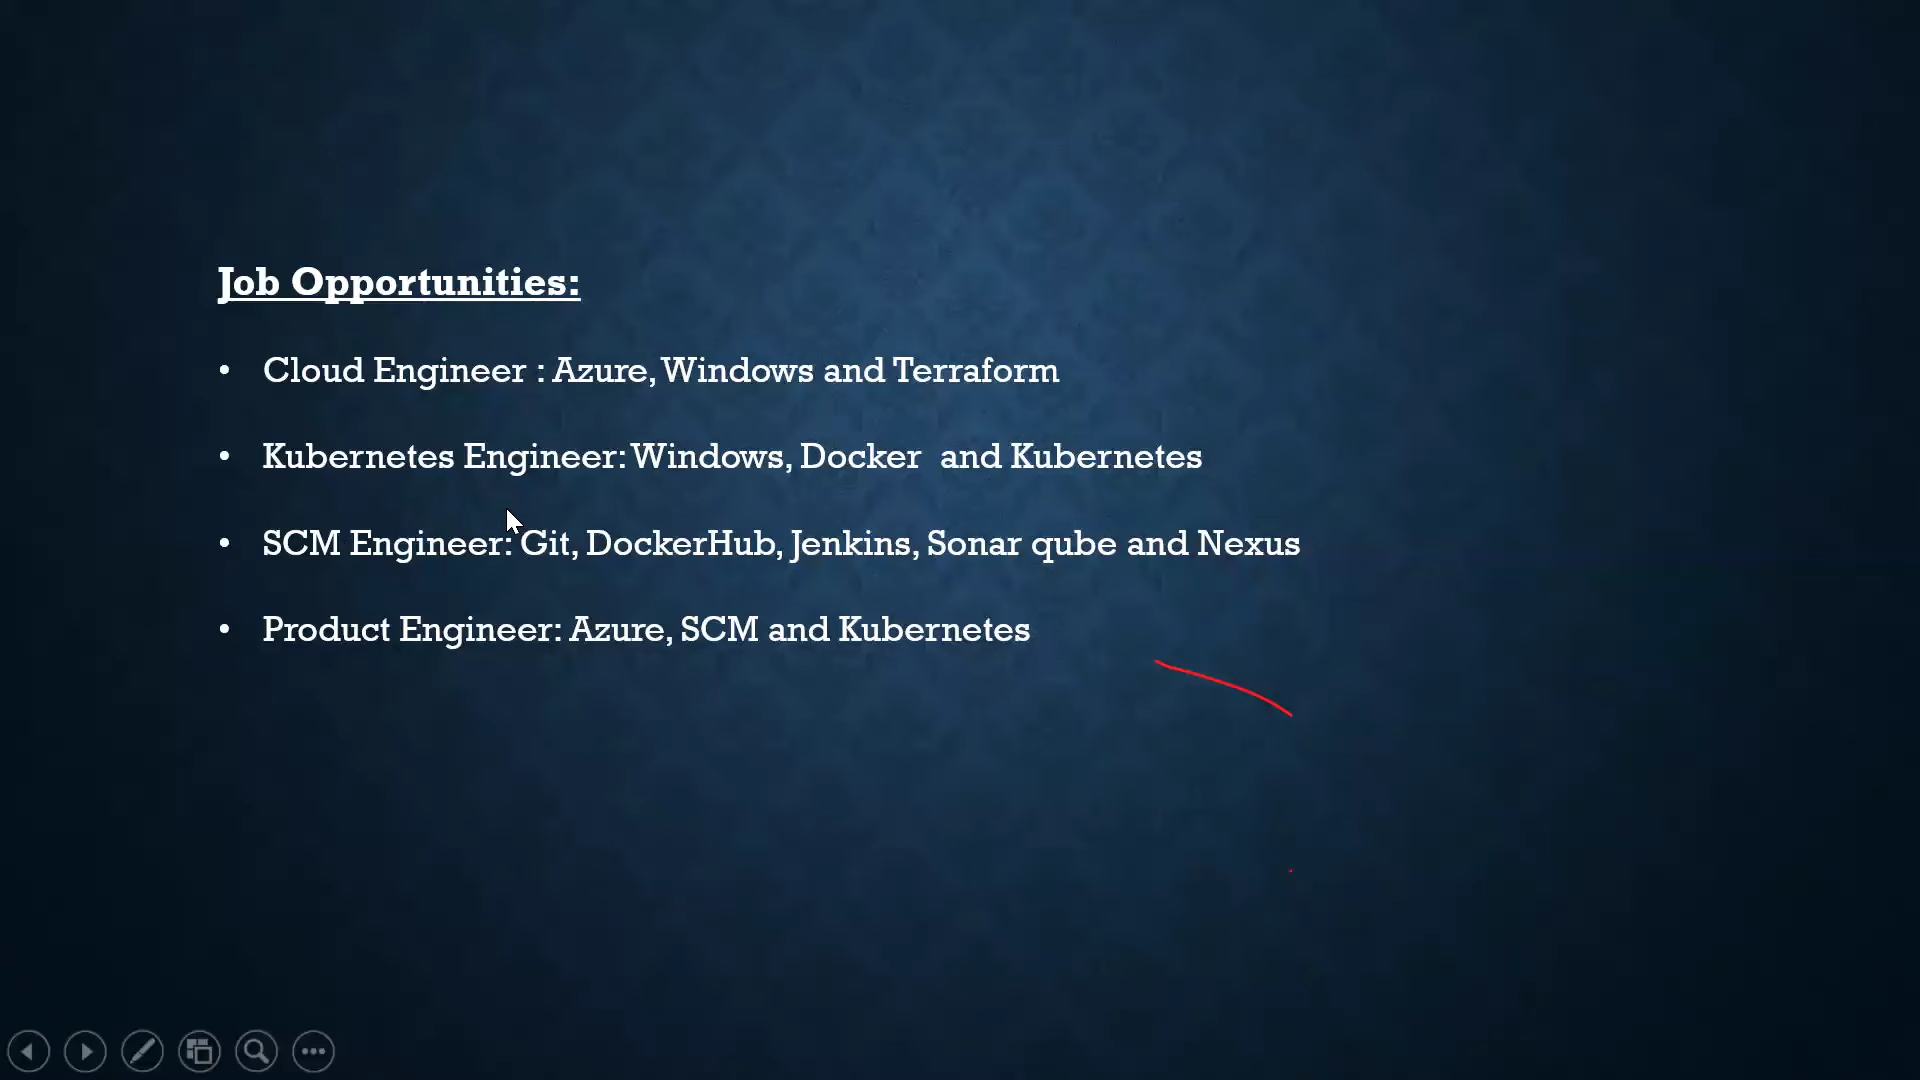 Job Opportunities:
• Cloud Engineer : Azure, Windows and Terraform
• Kubernetes Engineer: Windows, Docker  and Kubernetes
• SCM Engineer: Git, DockerHub, Jenkins, Sonar qube and Nexus
• Product Engineer: Azure, SCM and Kubernetes